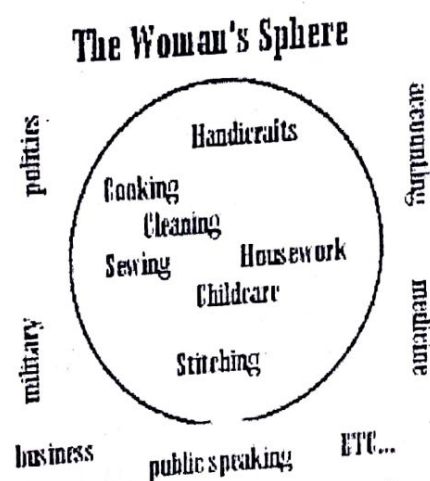 The Woman's Sphere
politics
accounting
Handicrafts
Cooking
Cleaning
Sewing
Housework
Childcare
military
medicine
Stitching
business
public speaking
ETC...